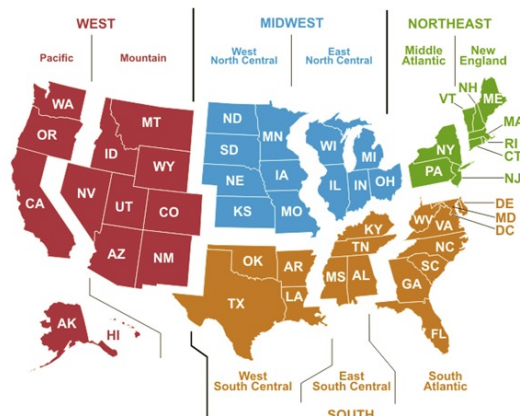 WEST
MIDWEST
NORTHEAST
Pacific
Mountain
West
North Central
East
North Central
Middle
Atlantic
New
England
WA
OR
CA
MT
ID
WY
NV
UT
CO
AZ
NM
AK
HI
ND
SD
NE
KS
MN
IA
MO
WI
MI
IL
IN
OH
NH
VT
ME
MA
RI
CT
NY
PA
NJ
DE
MD
DC
WV
VA
KY
TN
NC
SC
GA
FL
OK
AR
TX
LA
MS
AL
West
South Central
East
South Central
South
Atlantic
SOUTH